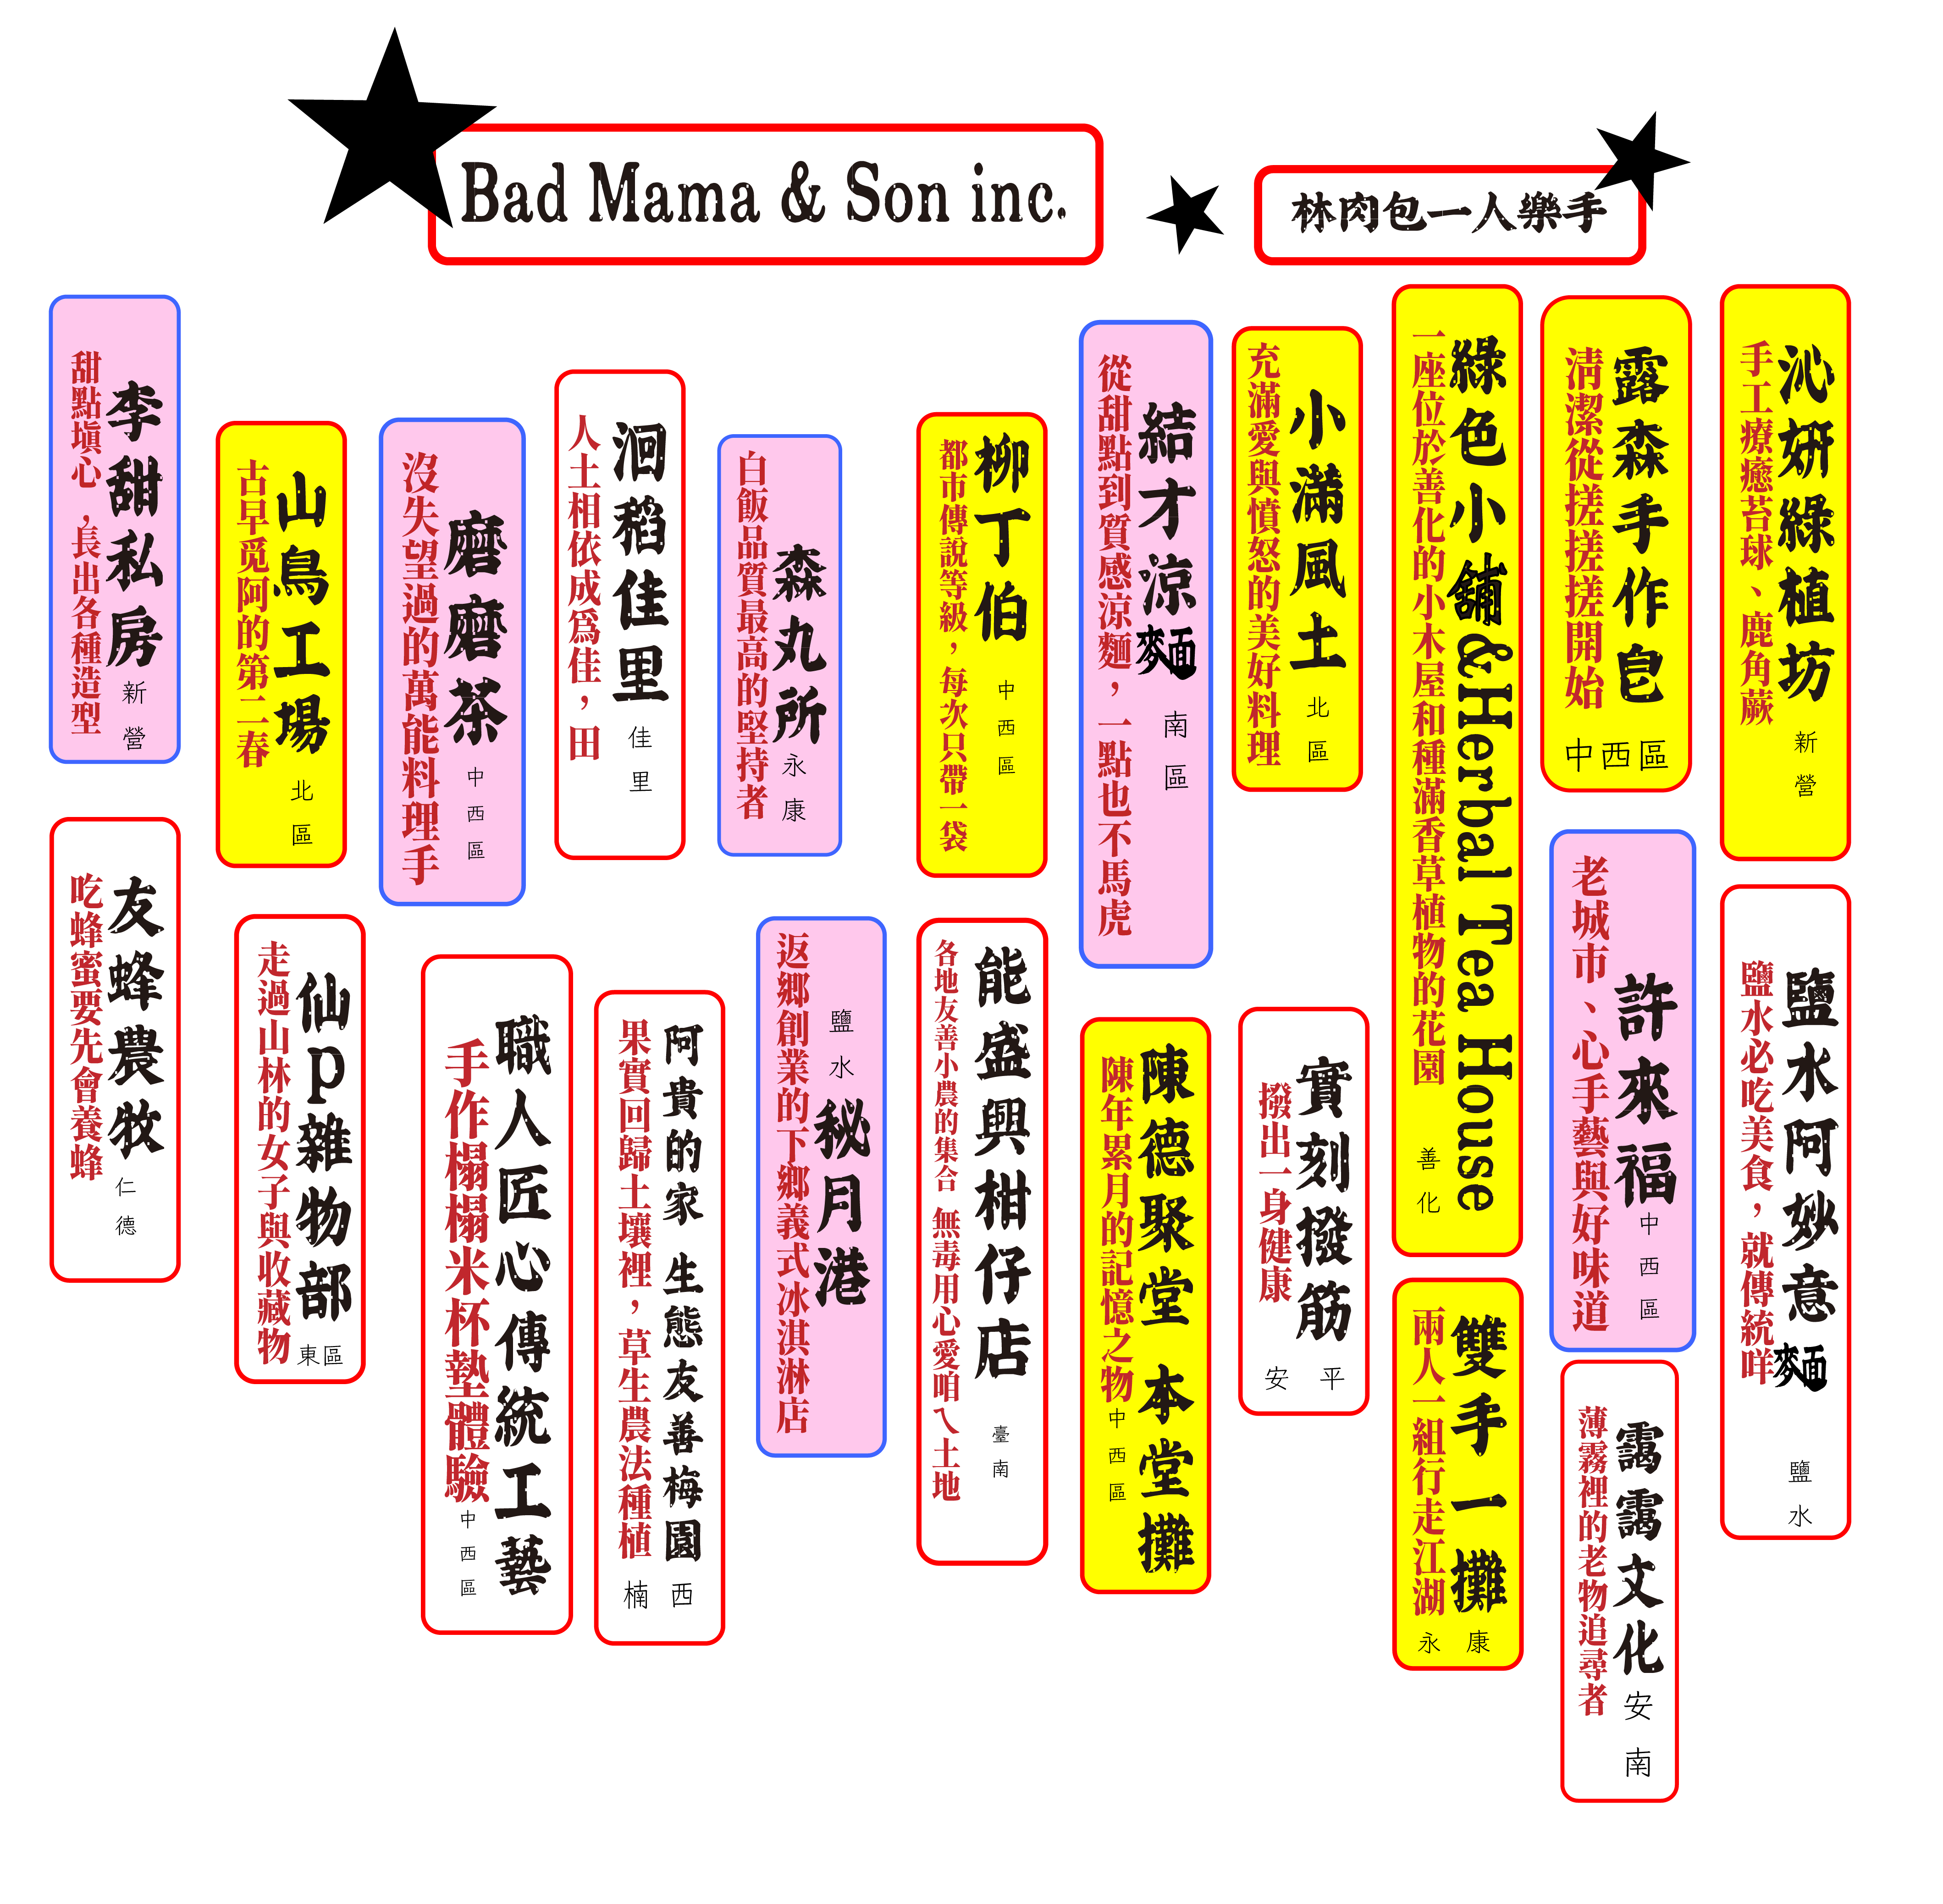 Bad Mama & Son inc.
林肉包一人樂手
沁妍綠植坊
手工療癒苔球、鹿角蕨
新營
露森手作皂
清潔從搓搓搓開始
中西區
綠色小舖&Herbal Tea House
一座位於善化的小木屋和種滿香草植物的花園
善化
小滿風土
充滿愛與憤怒的美好料理
北區
結才涼麵
從甜點到質感涼麵，一點也不馬虎
南區
柳丁伯
都市傳說等級，每次只帶一袋
中西區
森丸所
白飯品質最高的堅持者
永康
洄稻佳里
人土相依成為佳，田
佳里
磨磨茶
沒失望過的萬能料理手
中西區
山鳥工場
古早覓阿的第二春
北區
李甜私房
甜點塡心，長出各種造型
新營
鹽水阿妙意麵
鹽水必吃美食，就傳統咩
鹽水
許來福
老城市、心手藝與好味道
中西區
靄靄文化
薄霧裡的老物追尋者
安南
雙手一攤
兩人一組行走江湖
永康
實刻撥筋
撥出一身健康
安平
陳德聚堂 本堂攤
陳年累月的記憶之物
中西區
能盛興柑仔店
各地友善小農的集合 無毒用心愛咱ㄟ土地
臺南
鹽水
秘月港
返鄉創業的下鄉義式冰淇淋店
阿貴的家 生態友善梅園
果實回歸土壤裡，草生農法種植
楠西
職人匠心傳統工藝
手作榻榻米杯墊體驗
中西區
仙p雜物部
走過山林的女子與收藏物
東區
友蜂農牧
吃蜂蜜要先會養蜂
仁德